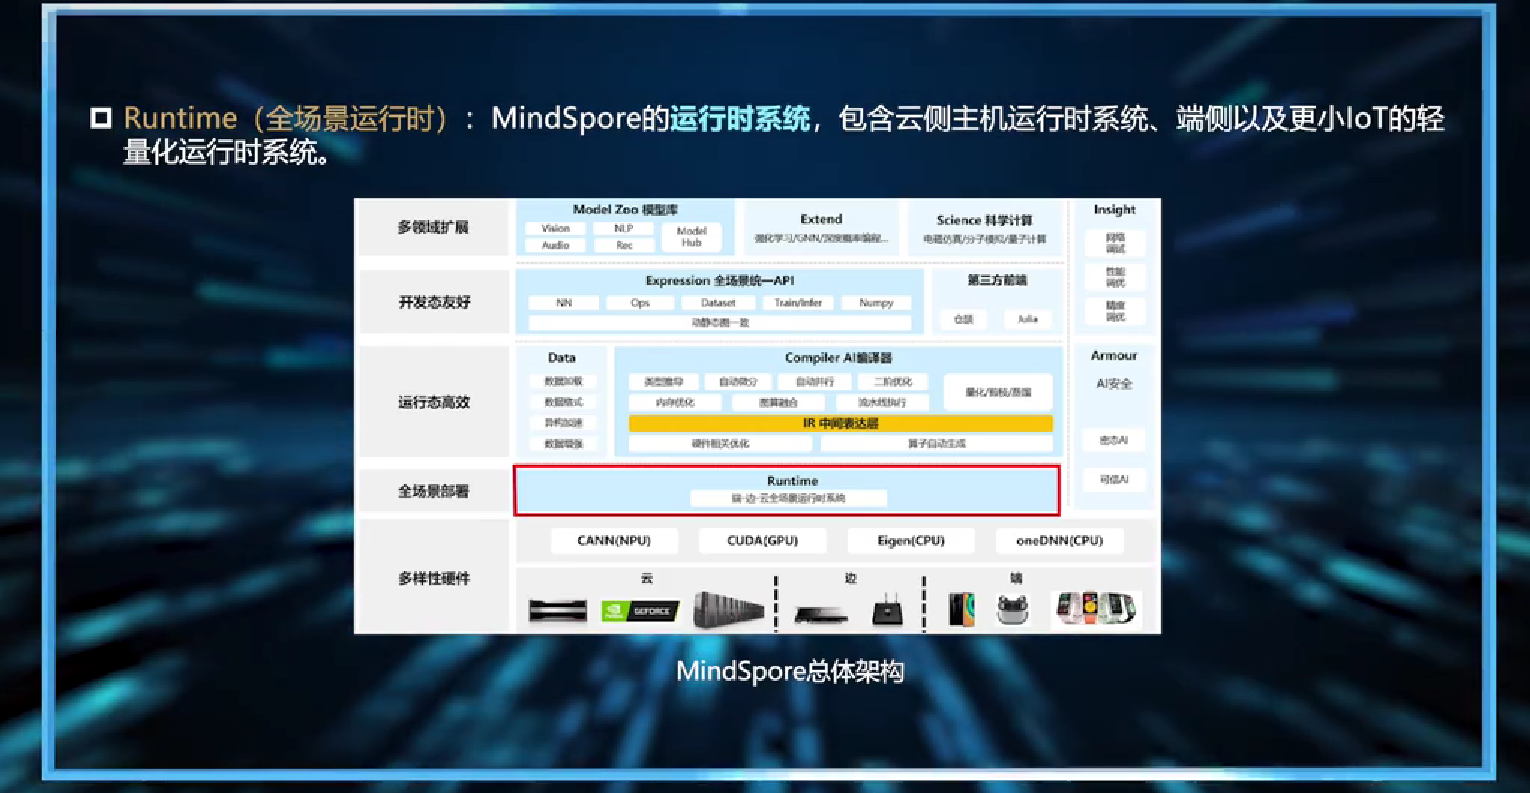 Runtime（全场景运行时）：MindSpore的运行时系统，包含云侧主机运行时系统、端侧以及更小IoT的轻
量化运行时系统。
多领域扩展
Model Zoo 模型库
Vision
NLP
Model
Hub
Audio
Rec
Extend
强化学习/GNN/深度概率编程...
Science 科学计算
电磁仿真/分子模拟/量子计算
Insight
网络
调试
性能
调优
精度
调优
开发态友好
Expression 全场景统一API
NN
Ops
Dataset
Train/Infer
Numpy
动静态图一致
第三方前端
仓颉
Julia
运行态高效
Data
数据加载
数据格式
异构加速
数据增强
Compiler AI编译器
类型推导
自动微分
自动并行
二阶优化
内存优化
图算融合
流水线执行
量化/剪枝/蒸馏
IR 中间表达层
硬件相关优化
算子自动生成
Armour
AI安全
密态AI
可信AI
全场景部署
Runtime
端-边-云全场景运行时系统
多样性硬件
CANN(NPU)
CUDA(GPU)
Eigen(CPU)
oneDNN(CPU)
云
边
端
GEFORCE
MindSpore总体架构